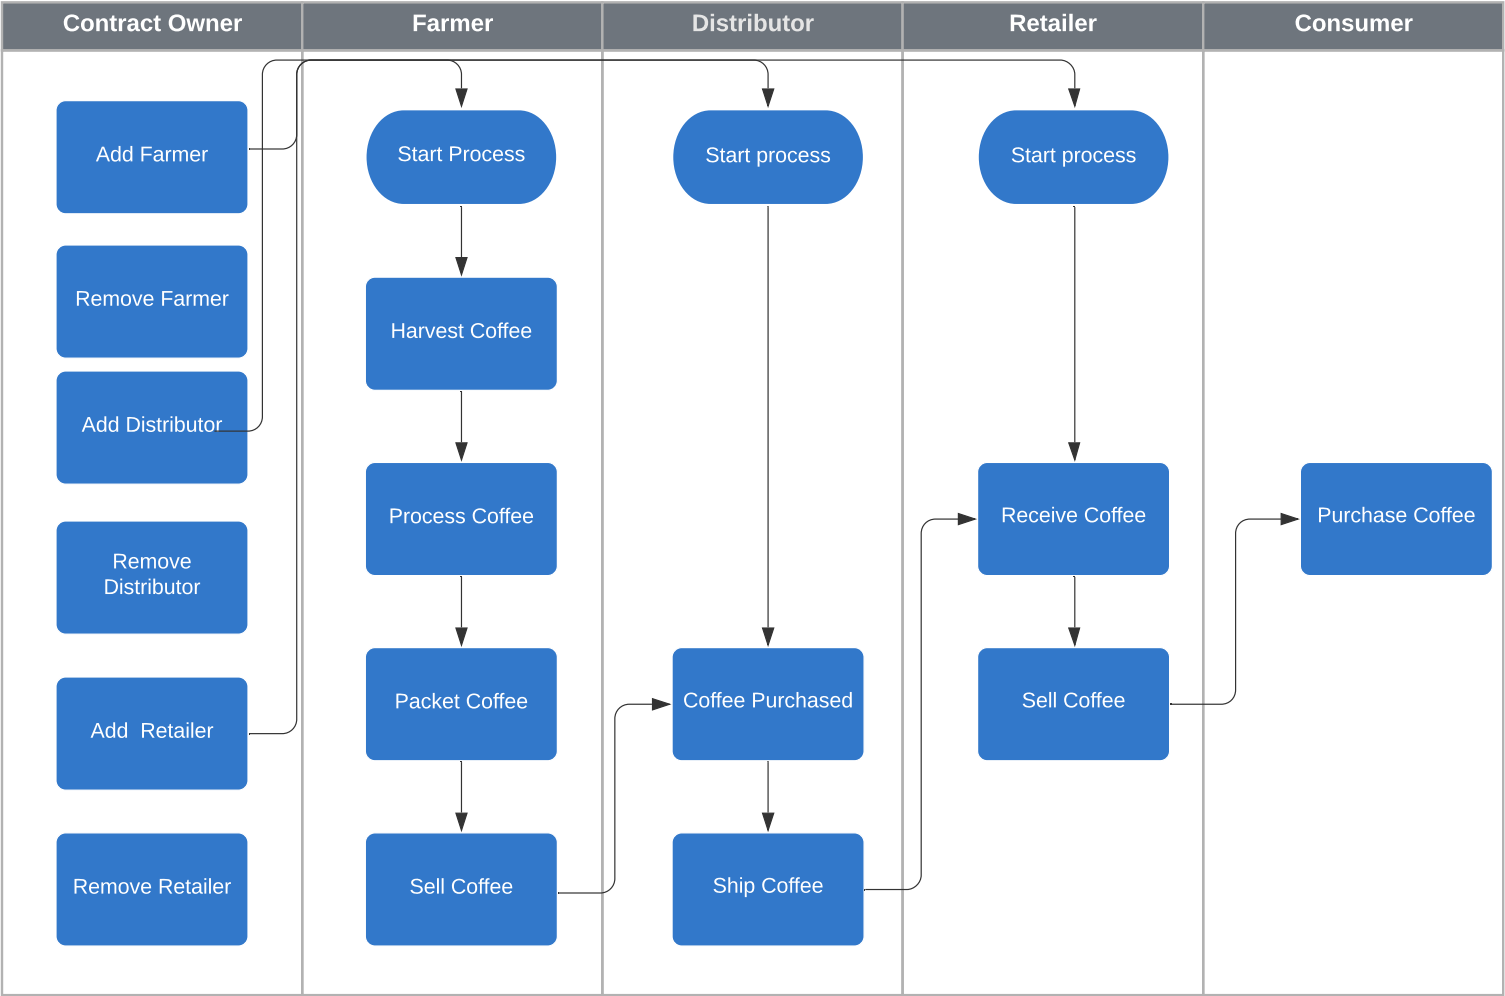 Contract Owner
Farmer
Distributor
Retailer
Consumer
Add Farmer
Remove Farmer
Add Distributor
Remove
Distributor
Add  Retailer
Remove Retailer
Start Process
Harvest Coffee
Process Coffee
Packet Coffee
Sell Coffee
Start process
Coffee Purchased
Ship Coffee
Start process
Receive Coffee
Sell Coffee
Purchase Coffee